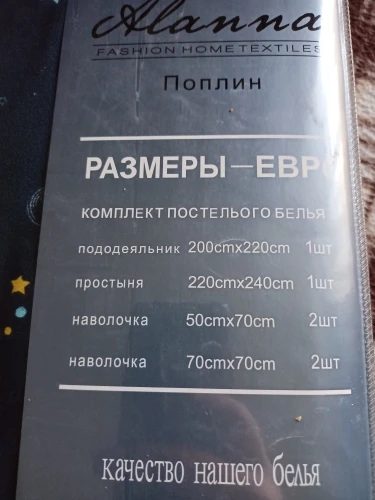 Alanna
FASHION HOME TEXTILES
Поплин
РАЗМЕРЫ—ЕВРО
КОМПЛЕКТ ПОСТЕЛЬОГО БЕЛЬЯ
пододеяльник 200cmx220cm 1шт
простыня 220cmx240cm 1шт
наволочка 50cmx70cm 2шт
наволочка 70cmx70cm 2шт
качество нашего белья